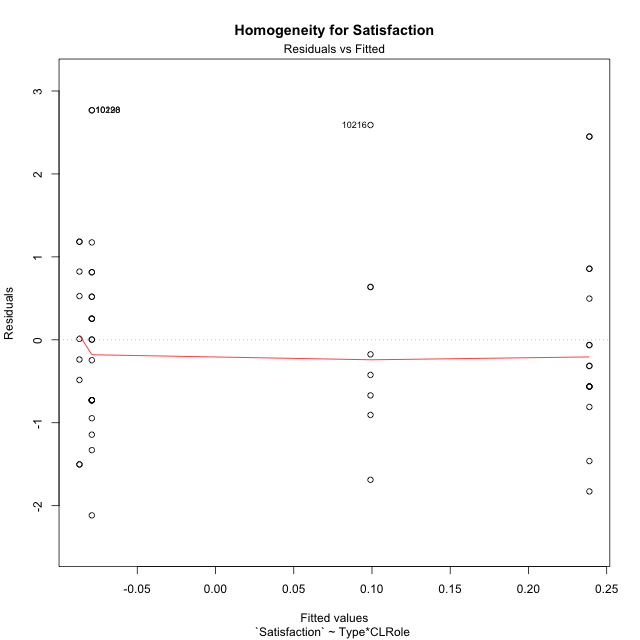 Homogeneity for Satisfaction
Residuals vs Fitted
3
2
1
0
-1
-2
Residuals
10216
-0.05
0.00
0.05
0.10
0.15
0.20
0.25
Fitted values
`Satisfaction` ~ Type*CLRole